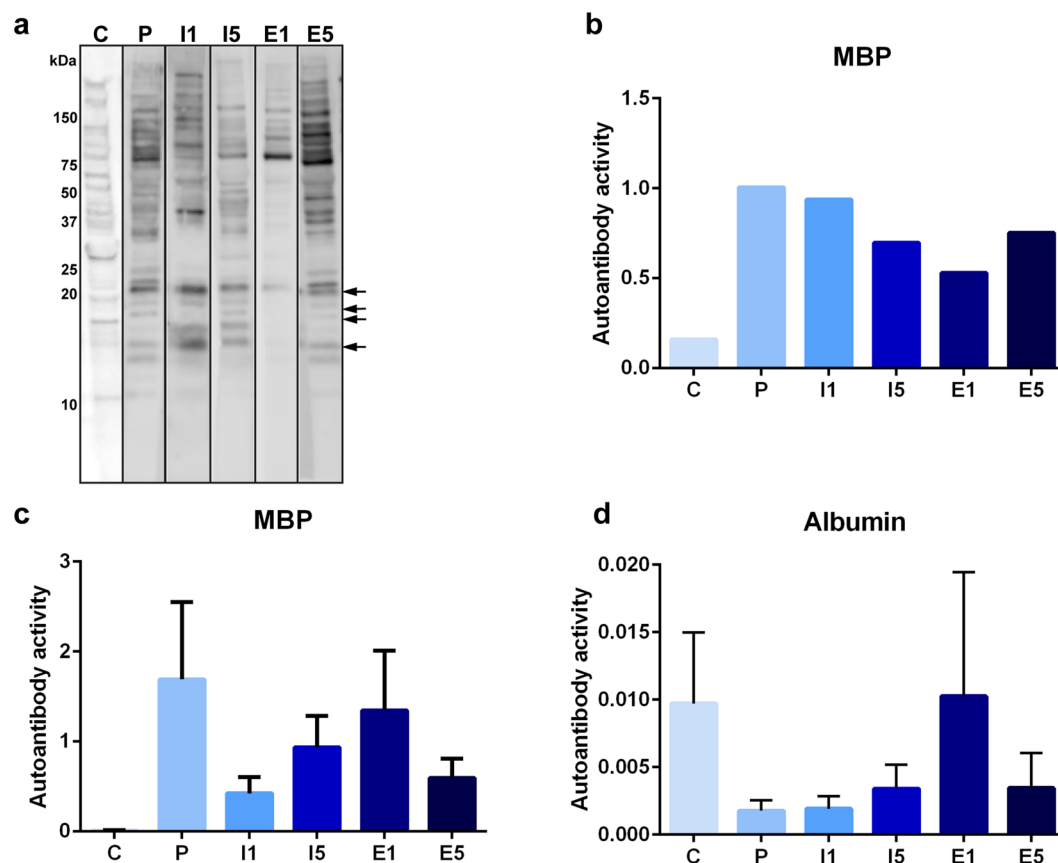 a
C P I1 I5 E1 E5
kDa
150
75
50
37
25
20
10
b
MBP
Autoantibody activity
1.5
1.0
0.5
0.0
C P I1 I5 E1 E5
c
MBP
Autoantibody activity
3
2
1
0
C P I1 I5 E1 E5
d
Albumin
Autoantibody activity
0.020
0.015
0.010
0.005
0.000
C P I1 I5 E1 E5